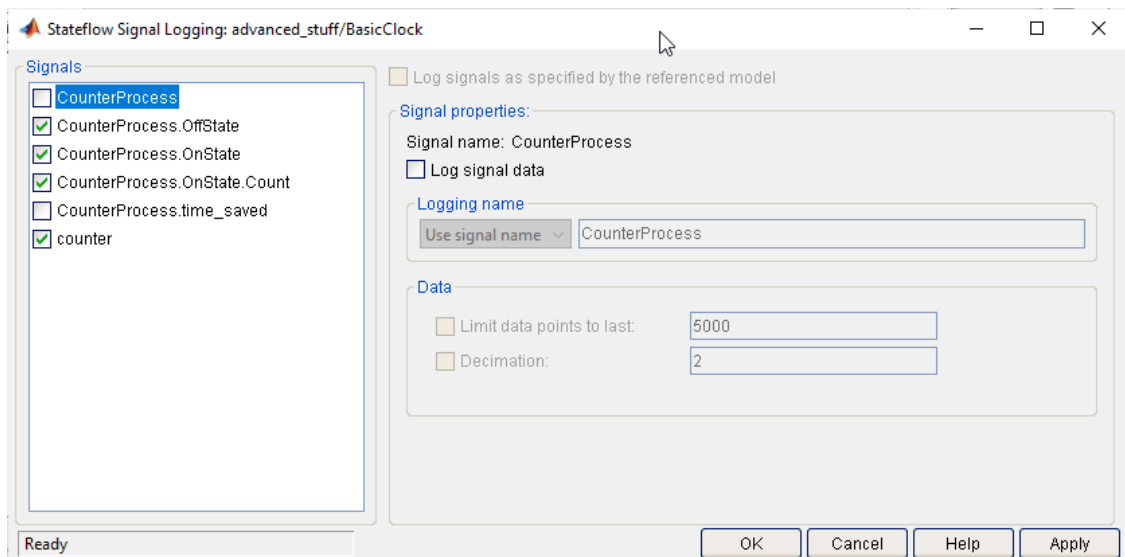 Stateflow Signal Logging: advanced_stuff/BasicClock
Signals
CounterProcess
CounterProcess.OffState
CounterProcess.OnState
CounterProcess.OnState.Count
CounterProcess.time_saved
counter
Log signals as specified by the referenced model
Signal properties:
Signal name: CounterProcess
Log signal data
Logging name
Use signal name CounterProcess
Data
Limit data points to last: 5000
Decimation: 2
Ready
OK Cancel Help Apply